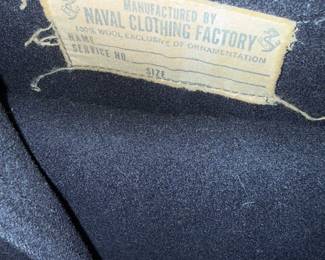 MANUFACTURED BY
NAVAL CLOTHING FACTORY
100% WOOL EXCLUSIVE OF ORNAMENTATION
NAME
SERVICE NO.
SIZE